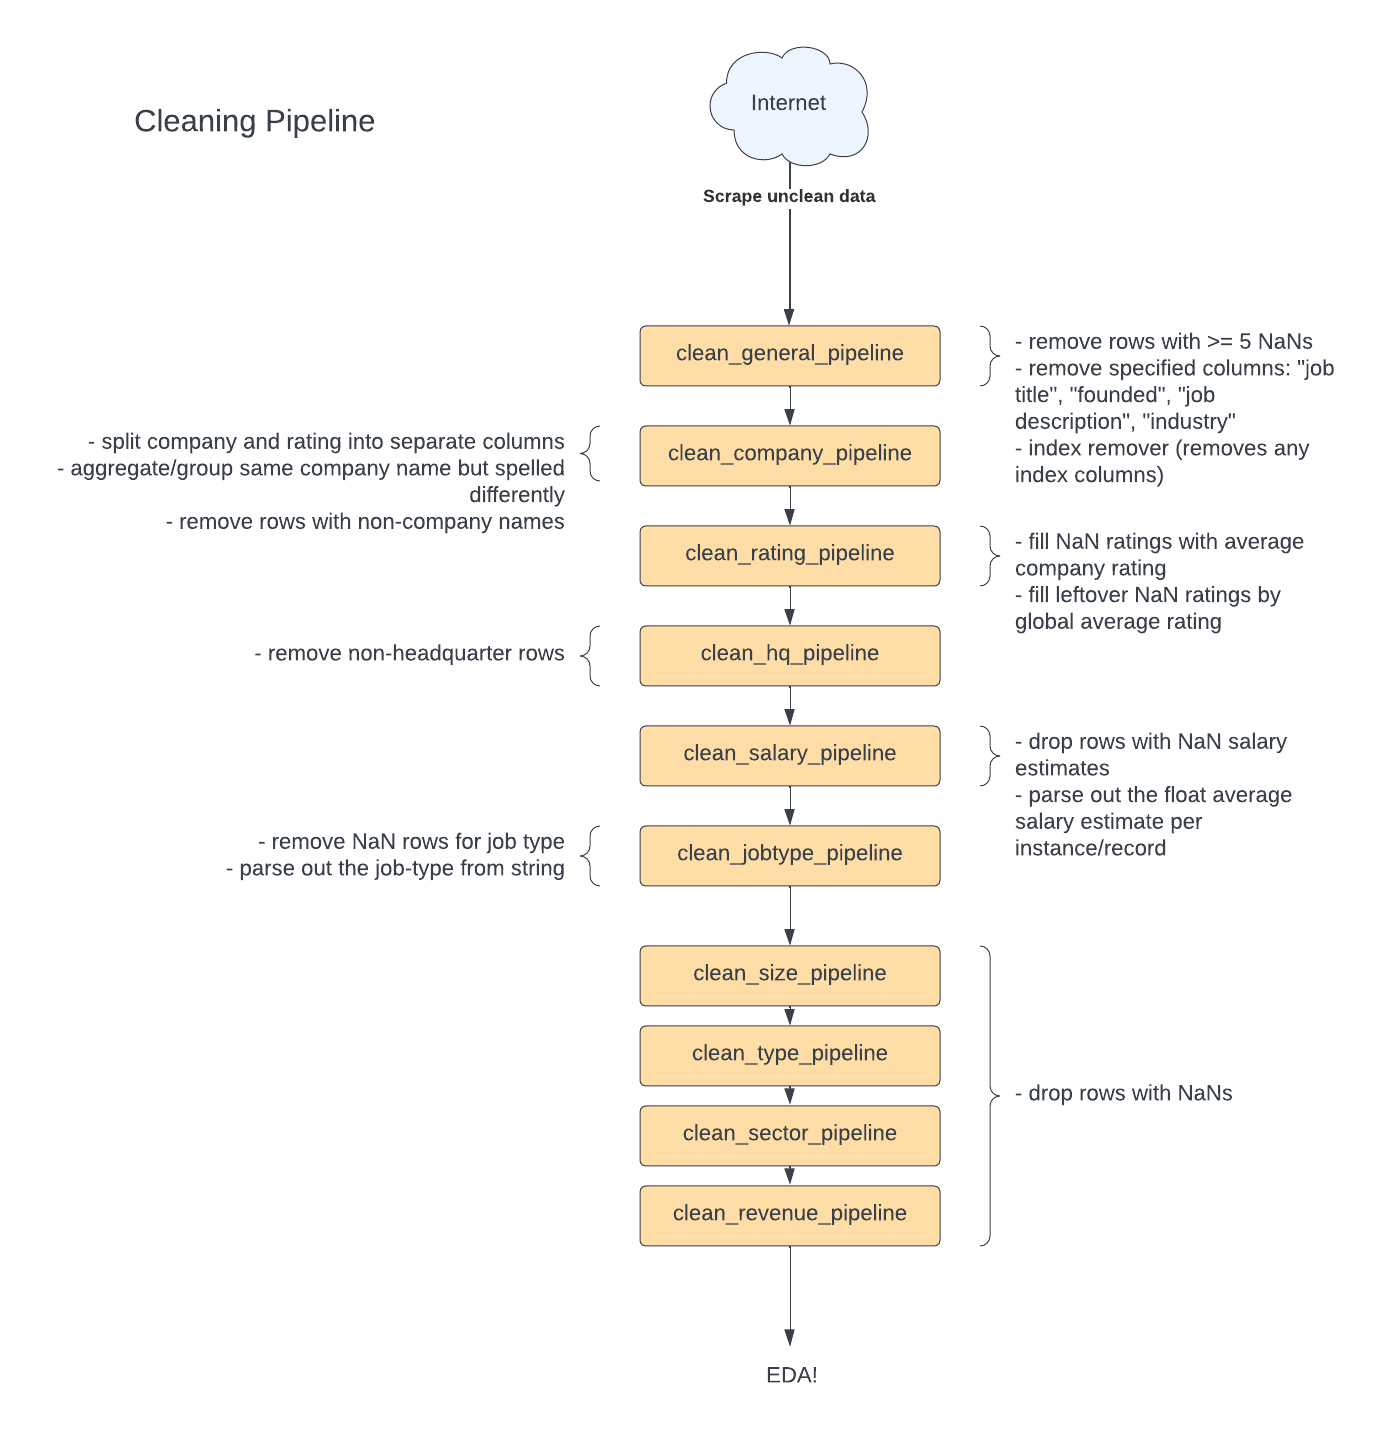 Internet
Cleaning Pipeline
Scrape unclean data
clean_general_pipeline
- remove rows with >= 5 NaNs
- remove specified columns: "job
title", "founded", "job
description", "industry"
- index remover (removes any
index columns)
- split company and rating into separate columns
- aggregate/group same company name but spelled
differently
- remove rows with non-company names
clean_company_pipeline
clean_rating_pipeline
- fill NaN ratings with average
company rating
- fill leftover NaN ratings by
global average rating
- remove non-headquarter rows
clean_hq_pipeline
clean_salary_pipeline
- drop rows with NaN salary
estimates
- parse out the float average
salary estimate per
instance/record
- remove NaN rows for job type
- parse out the job-type from string
clean_jobtype_pipeline
clean_size_pipeline
clean_type_pipeline
clean_sector_pipeline
clean_revenue_pipeline
- drop rows with NaNs
EDA!